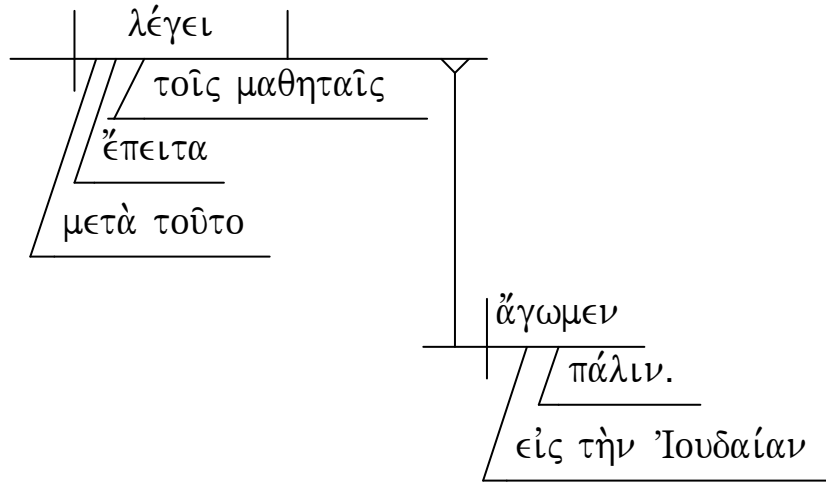 λέγει
τοῖς μαθηταῖς
ἔπειτα
μετὰ τοῦτο
ἄγωμεν
πάλιν.
εἰς τὴν Ἰουδαίαν